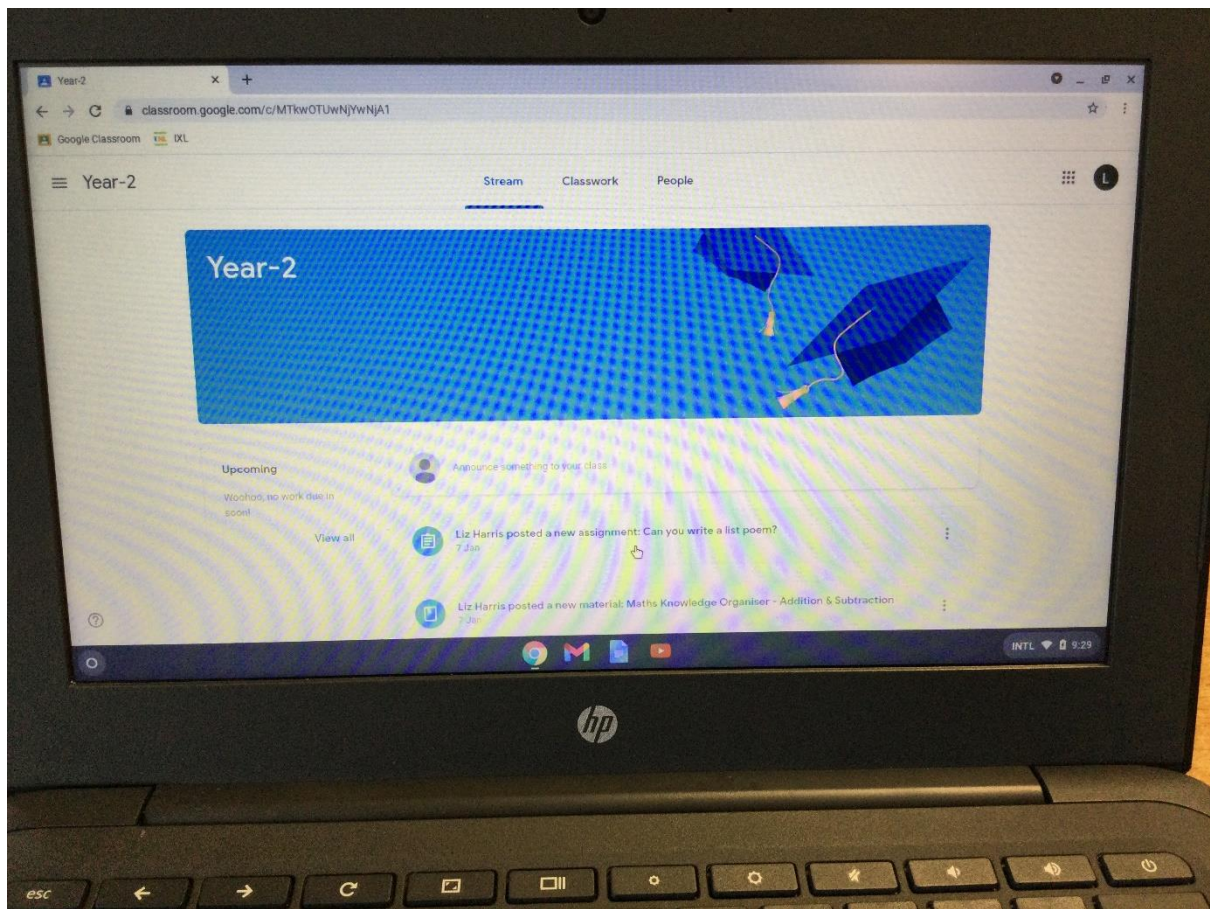 Year-2
classroom.google.com/c/MTkwOTUwNjYwNjA1
Google Classroom IXL
Year-2 Stream Classwork People L
Year-2
Upcoming
Woohoo, no work due in
soon!
View all
Announce something to your class
Liz Harris posted a new assignment: Can you write a list poem?
7 Jan
Liz Harris posted a new material: Maths Knowledge Organiser - Addition & Subtraction
7 Jan
INTL 9:29
hp
esc